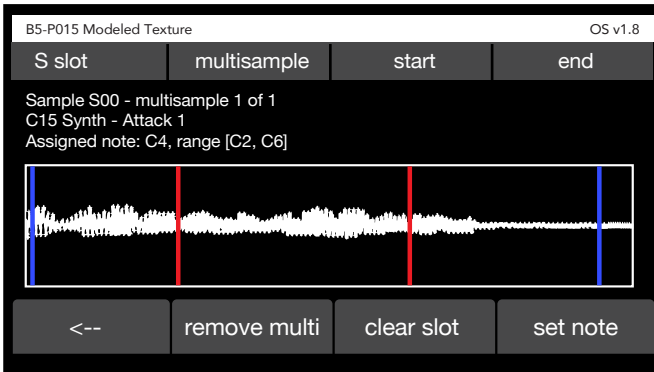 B5-P015 Modeled Texture OS v1.8
S slot multisample start end
Sample S00 - multisample 1 of 1
C15 Synth - Attack 1
Assigned note: C4, range [C2, C6]
<-- remove multi clear slot set note